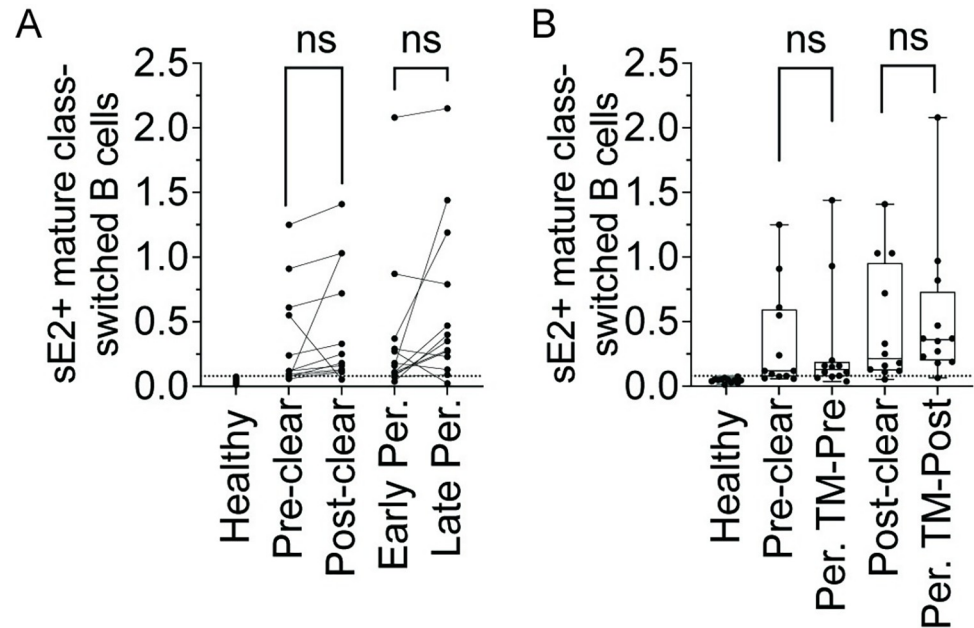 A
sE2+ mature class-
switched B cells
2.5
2.0
1.5
1.0
0.5
0.0
ns
ns
Healthy
Pre-clear
Post-clear
Early Per.
Late Per.
B
sE2+ mature class-
switched B cells
2.5
2.0
1.5
1.0
0.5
0.0
ns
ns
Healthy
Pre-clear
Per. TM-Pre
Post-clear
Per. TM-Post